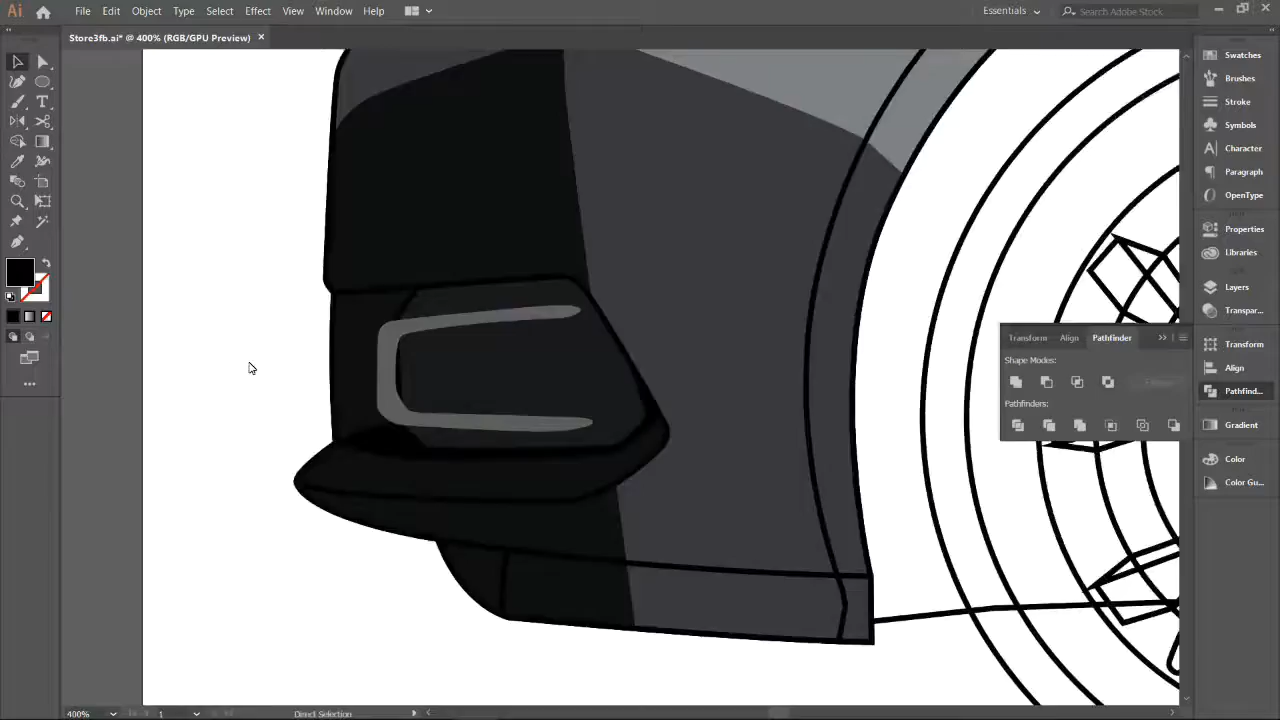 Ai File Edit Object Type Select Effect View Window Help Essentials Search Adobe Stock
Store3fb.ai* @ 400% (RGB/GPU Preview)
Swatches
Brushes
Stroke
Symbols
Character
Paragraph
OpenType
Properties
Libraries
Layers
Transpar...
Transform
Align
Pathfind...
Gradient
Color
Color Gu...
Transform Align Pathfinder
Shape Modes:
Pathfinders:
400% 1 Direct Selection